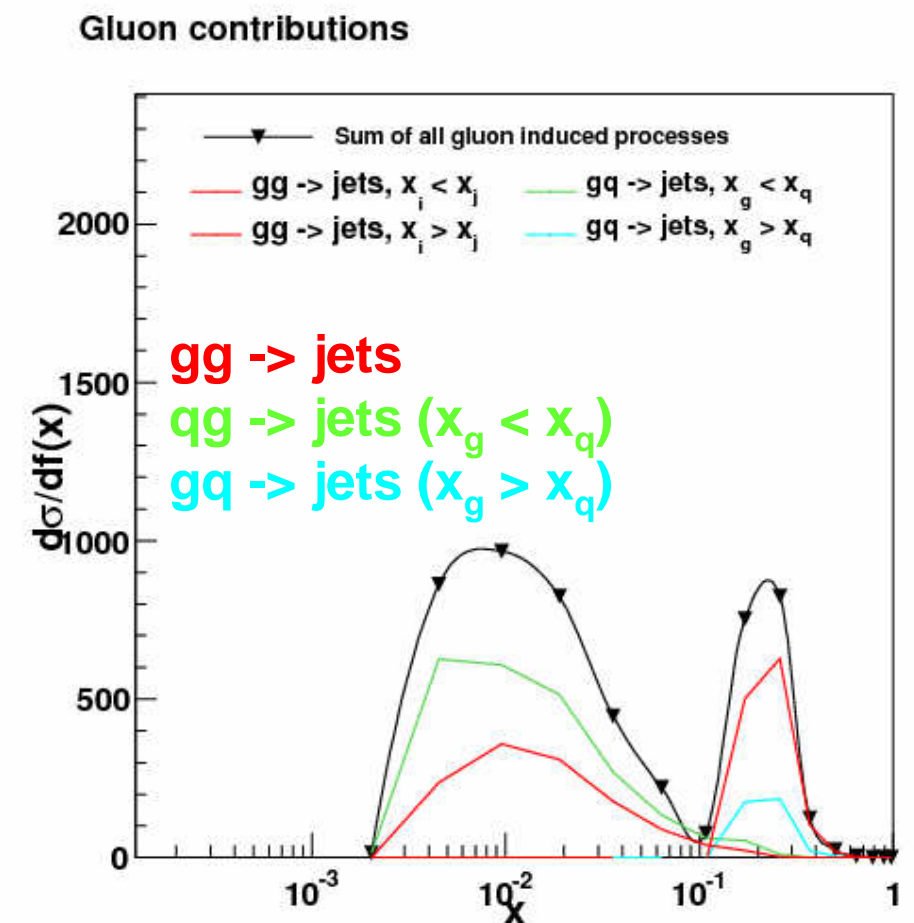 Gluon contributions
Sum of all gluon induced processes
gg -> jets, x_i < x_j
gq -> jets, x_g < x_q
gg -> jets, x_i > x_j
gq -> jets, x_g > x_q
gg -> jets
qg -> jets (x_g < x_q)
gq -> jets (x_g > x_q)
dσ/df(x)
2000
1500
1000
500
0
10^-3
10^-2
10^-1
1
x